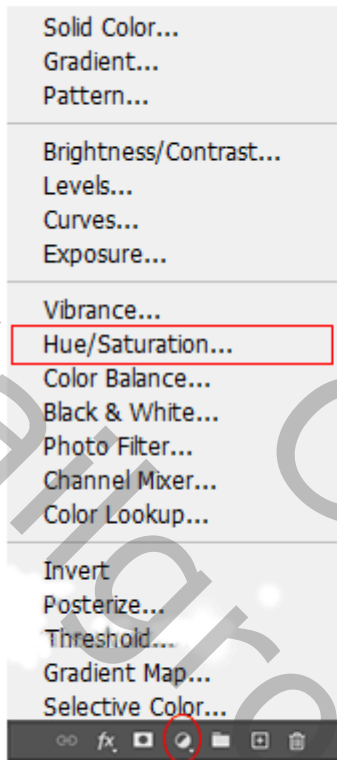 Solid Color...
Gradient...
Pattern...
Brightness/Contrast...
Levels...
Curves...
Exposure...
Vibrance...
Hue/Saturation...
Color Balance...
Black & White...
Photo Filter...
Channel Mixer...
Color Lookup...
Invert
Posterize...
Threshold...
Gradient Map...
Selective Color...
fx